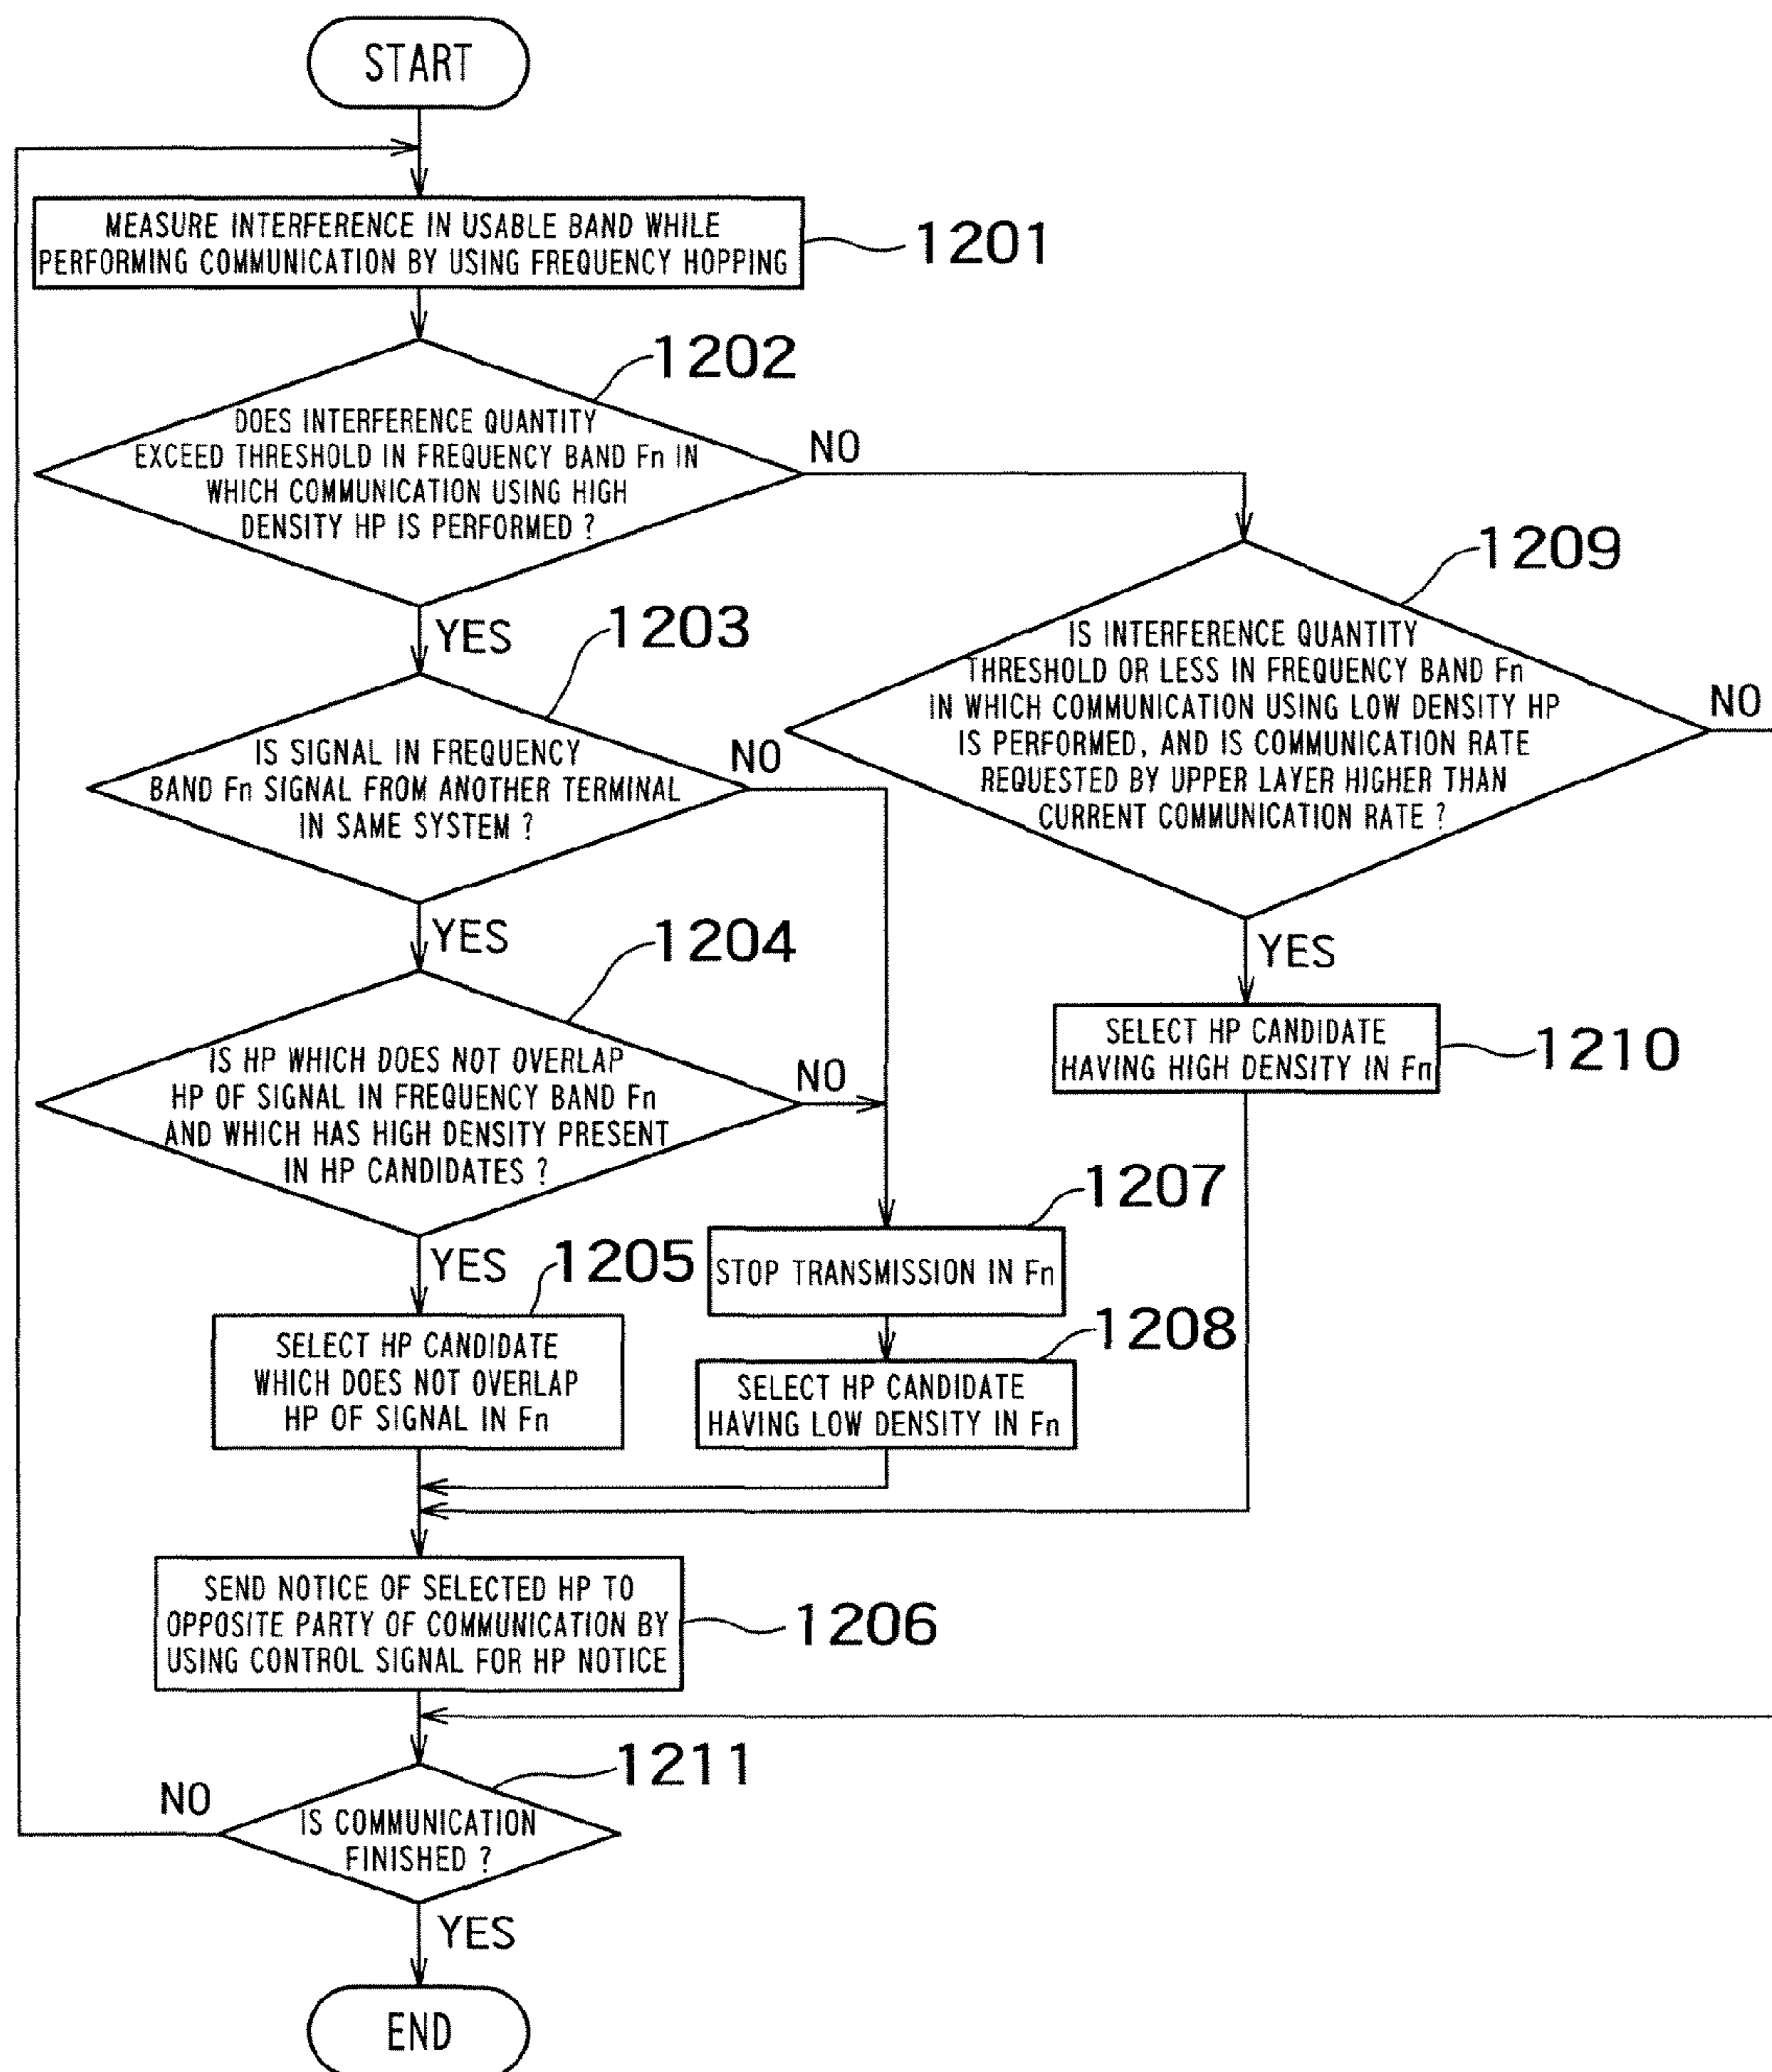 START
MEASURE INTERFERENCE IN USABLE BAND WHILE
PERFORMING COMMUNICATION BY USING FREQUENCY HOPPING
1201
1202
DOES INTERFERENCE QUANTITY
EXCEED THRESHOLD IN FREQUENCY BAND Fn IN
WHICH COMMUNICATION USING HIGH
DENSITY HP IS PERFORMED ?
NO
YES
1203
IS SIGNAL IN FREQUENCY
BAND Fn SIGNAL FROM ANOTHER TERMINAL
IN SAME SYSTEM ?
NO
YES
1204
IS HP WHICH DOES NOT OVERLAP
HP OF SIGNAL IN FREQUENCY BAND Fn
AND WHICH HAS HIGH DENSITY PRESENT
IN HP CANDIDATES ?
NO
YES
1205
SELECT HP CANDIDATE
WHICH DOES NOT OVERLAP
HP OF SIGNAL IN Fn
1207
STOP TRANSMISSION IN Fn
1208
SELECT HP CANDIDATE
HAVING LOW DENSITY IN Fn
1209
IS INTERFERENCE QUANTITY
THRESHOLD OR LESS IN FREQUENCY BAND Fn
IN WHICH COMMUNICATION USING LOW DENSITY HP
IS PERFORMED, AND IS COMMUNICATION RATE
REQUESTED BY UPPER LAYER HIGHER THAN
CURRENT COMMUNICATION RATE ?
NO
YES
SELECT HP CANDIDATE
HAVING HIGH DENSITY IN Fn
1210
SEND NOTICE OF SELECTED HP TO
OPPOSITE PARTY OF COMMUNICATION BY
USING CONTROL SIGNAL FOR HP NOTICE
1206
1211
IS COMMUNICATION
FINISHED ?
NO
YES
END